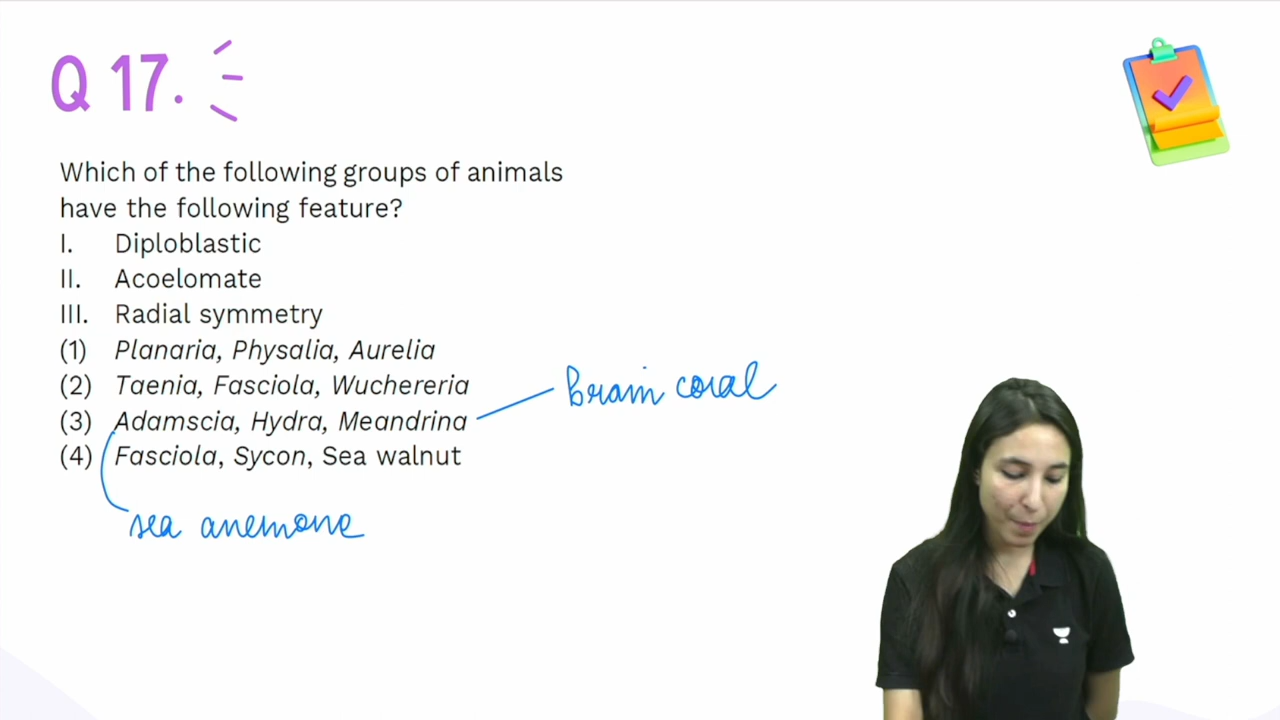 Q 17.
Which of the following groups of animals
have the following feature?
I. Diploblastic
II. Acoelomate
III. Radial symmetry
(1) Planaria, Physalia, Aurelia
(2) Taenia, Fasciola, Wuchereria
(3) Adamscia, Hydra, Meandrina
Brain coral
(4) Fasciola, Sycon, Sea walnut
sea anemone